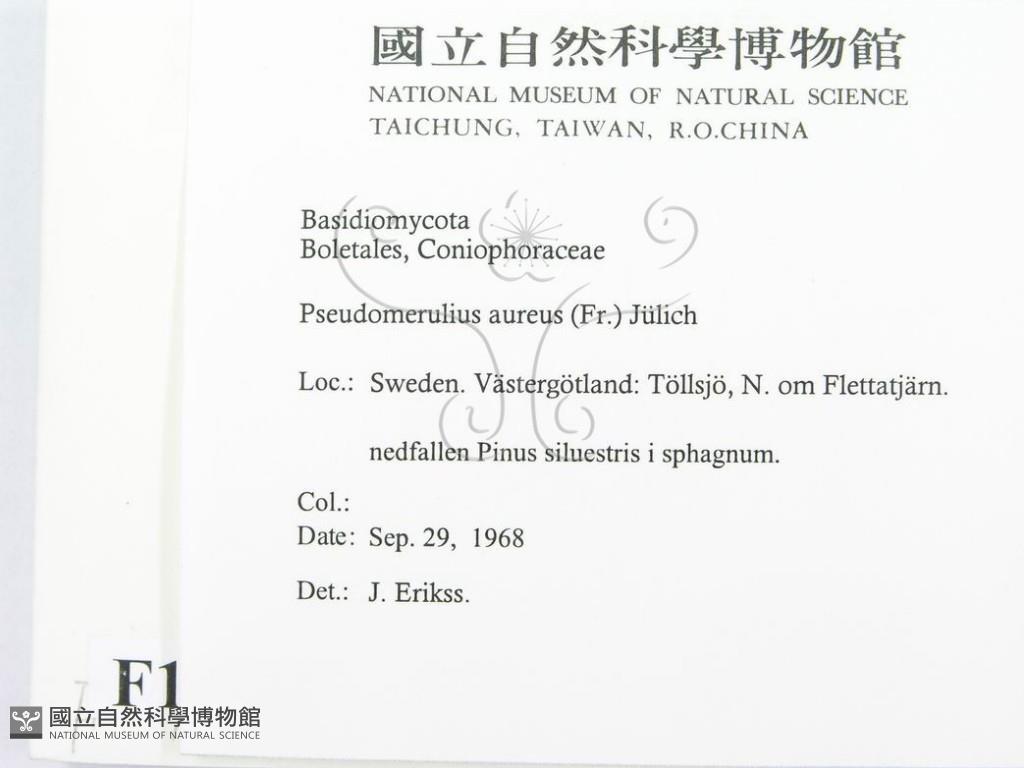 國立自然科學博物館
NATIONAL MUSEUM OF NATURAL SCIENCE
TAICHUNG, TAIWAN, R.O.CHINA
Basidiomycota
Boletales, Coniophoraceae
Pseudomerulius aureus (Fr.) Jülich
Loc.: Sweden. Västergötland: Töllsjö, N. om Flettatjärn.
nedfallen Pinus siluestris i sphagnum.
Col.:
Date: Sep. 29, 1968
Det.: J. Erikss.
F1
國立自然科學博物館
NATIONAL MUSEUM OF NATURAL SCIENCE